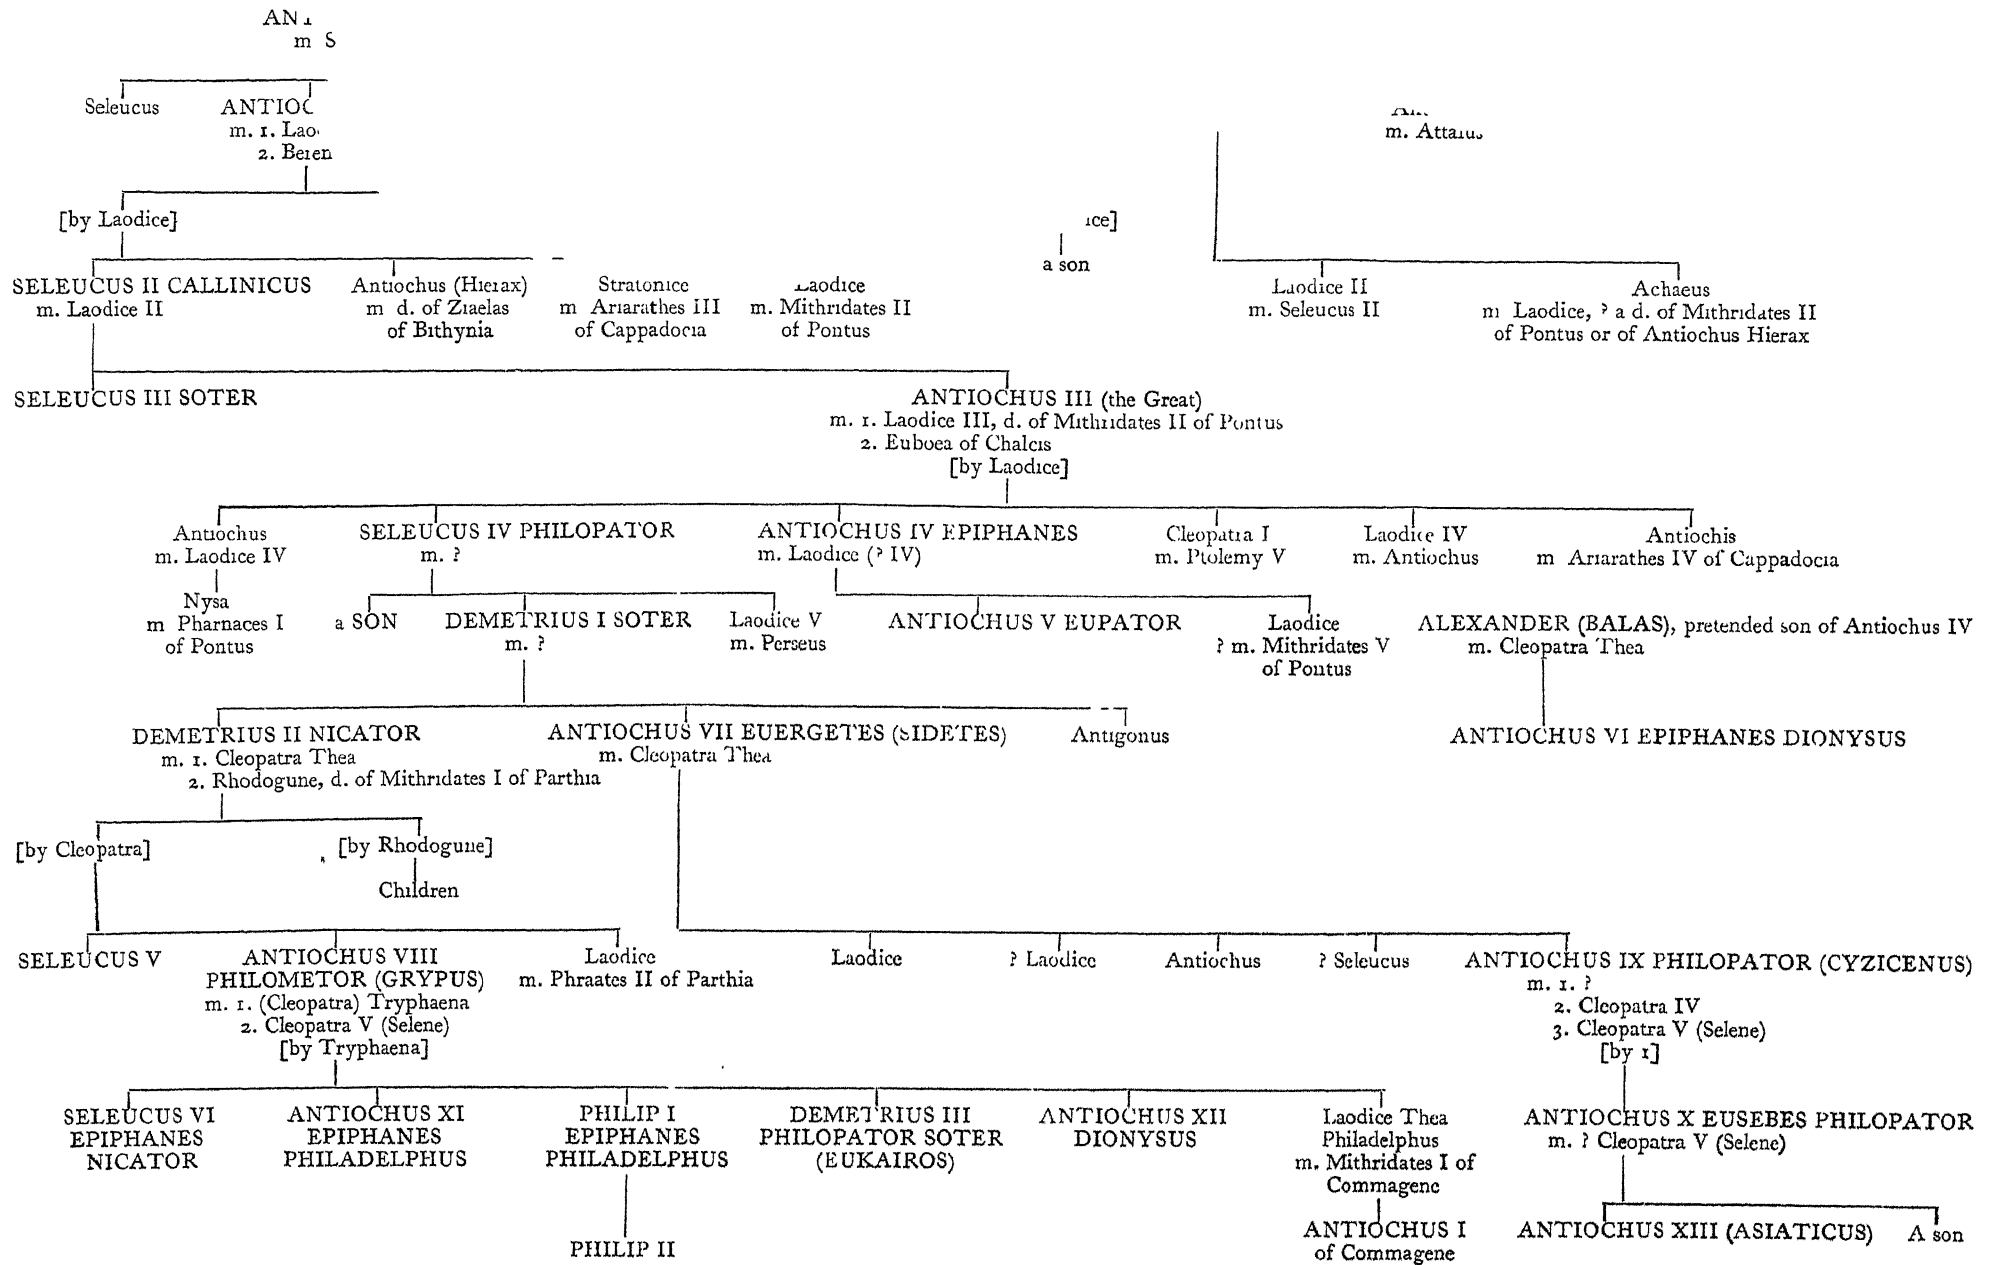 m S
Seleucus
ANTIOC
m. 1. Lao
2. Beren
m. Attalus
[by Laodice]
ice]
a son
SELEUCUS II CALLINICUS
m. Laodice II
Antiochus (Hierax)
m d. of Ziaelas
of Bithynia
Stratonice
m Ariarathes III
of Cappadocia
Laodice
m. Mithridates II
of Pontus
Laodice II
m. Seleucus II
Achaeus
m Laodice, ? a d. of Mithridates II
of Pontus or of Antiochus Hierax
SELEUCUS III SOTER
ANTIOCHUS III (the Great)
m. 1. Laodice III, d. of Mithridates II of Pontus
2. Euboea of Chalcis
[by Laodice]
Antiochus
m. Laodice IV
SELEUCUS IV PHILOPATOR
m. ?
ANTIOCHUS IV EPIPHANES
m. Laodice (? IV)
Cleopatra I
m. Ptolemy V
Laodice IV
m. Antiochus
Antiochis
m Ariarathes IV of Cappadocia
Nysa
m Pharnaces I
of Pontus
a SON
DEMETRIUS I SOTER
m. ?
Laodice V
m. Perseus
ANTIOCHUS V EUPATOR
Laodice
? m. Mithridates V
of Pontus
ALEXANDER (BALAS), pretended son of Antiochus IV
m. Cleopatra Thea
DEMETRIUS II NICATOR
m. 1. Cleopatra Thea
2. Rhodogune, d. of Mithridates I of Parthia
ANTIOCHUS VII EUERGETES (SIDETES)
m. Cleopatra Thea
Antigonus
ANTIOCHUS VI EPIPHANES DIONYSUS
[by Cleopatra]
[by Rhodogune]
Children
SELEUCUS V
ANTIOCHUS VIII
PHILOMETOR (GRYPUS)
m. 1. (Cleopatra) Tryphaena
2. Cleopatra V (Selene)
[by Tryphaena]
Laodice
m. Phraates II of Parthia
Laodice
? Laodice
Antiochus
? Seleucus
ANTIOCHUS IX PHILOPATOR (CYZICENUS)
m. 1. ?
2. Cleopatra IV
3. Cleopatra V (Selene)
[by 1]
SELEUCUS VI
EPIPHANES
NICATOR
ANTIOCHUS XI
EPIPHANES
PHILADELPHUS
PHILIP I
EPIPHANES
PHILADELPHUS
DEMETRIUS III
PHILOPATOR SOTER
(EUKAIROS)
ANTIOCHUS XII
DIONYSUS
Laodice Thea
Philadelphus
m. Mithridates I of
Commagene
ANTIOCHUS X EUSEBES PHILOPATOR
m. ? Cleopatra V (Selene)
PHILIP II
ANTIOCHUS I
of Commagene
ANTIOCHUS XIII (ASIATICUS)
A son